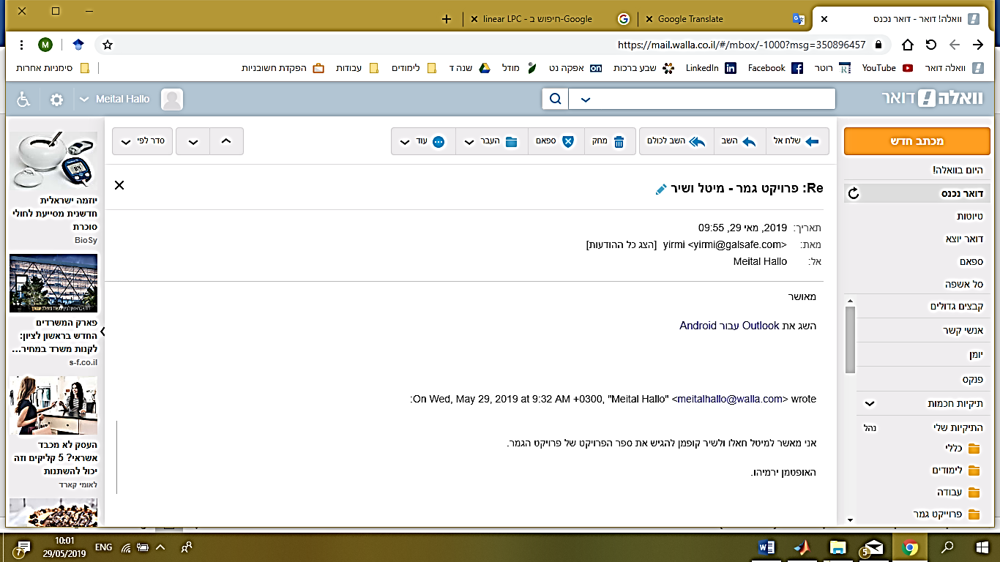 וואלה! דואר - דואר נכנס
Google Translate
linear LPC - חיפוש ב-Google
https://mail.walla.co.il/#/mbox/-1000?msg=350896457
M
וואלה דואר
YouTube
רוטר
Facebook
LinkedIn
שבע ברכות
אפקה נט
מודל
שנה ד
לימודים
עבודות
הפקדת חשבוניות
סימניות אחרות
וואלה! דואר
Meital Hallo
מכתב חדש
שלח אל
השב
השב לכולם
מחק
ספאם
העבר
עוד
סדר לפי
היום בוואלה!
דואר נכנס
טיוטות
דואר יוצא
ספאם
סל אשפה
קבצים גדולים
אנשי קשר
יומן
פנקס
תיקיות חכמות
התיקיות שלי
נהל
כללי
לימודים
עבודה
פרוייקט גמר
Re: פרויקט גמר - מיטל ושיר
תאריך: 2019, מאי 29, 09:55
מאת: yirmi <yirmi@galsafe.com> [הצג כל ההודעות]
אל: Meital Hallo
מאושר
השג את Outlook עבור Android
On Wed, May 29, 2019 at 9:32 AM +0300, "Meital Hallo" <meitalhallo@walla.com> wrote:
אני מאשר למיטל חאלו ולשיר קופמן להגיש את ספר הפרויקט של פרויקט הגמר.
האופטמן ירמיהו.
יוזמה ישראלית
חדשנית מסייעת לחולי
סוכרת
BioSy
פארק המשרדים
החדש בראשון לציון:
לקנות משרד במחיר...
s-f.co.il
העסק לא מכבד
אשראי? 5 קליקים וזה
יכול להשתנות
לאומי קארד
7
10:01
29/05/2019
ENG
5